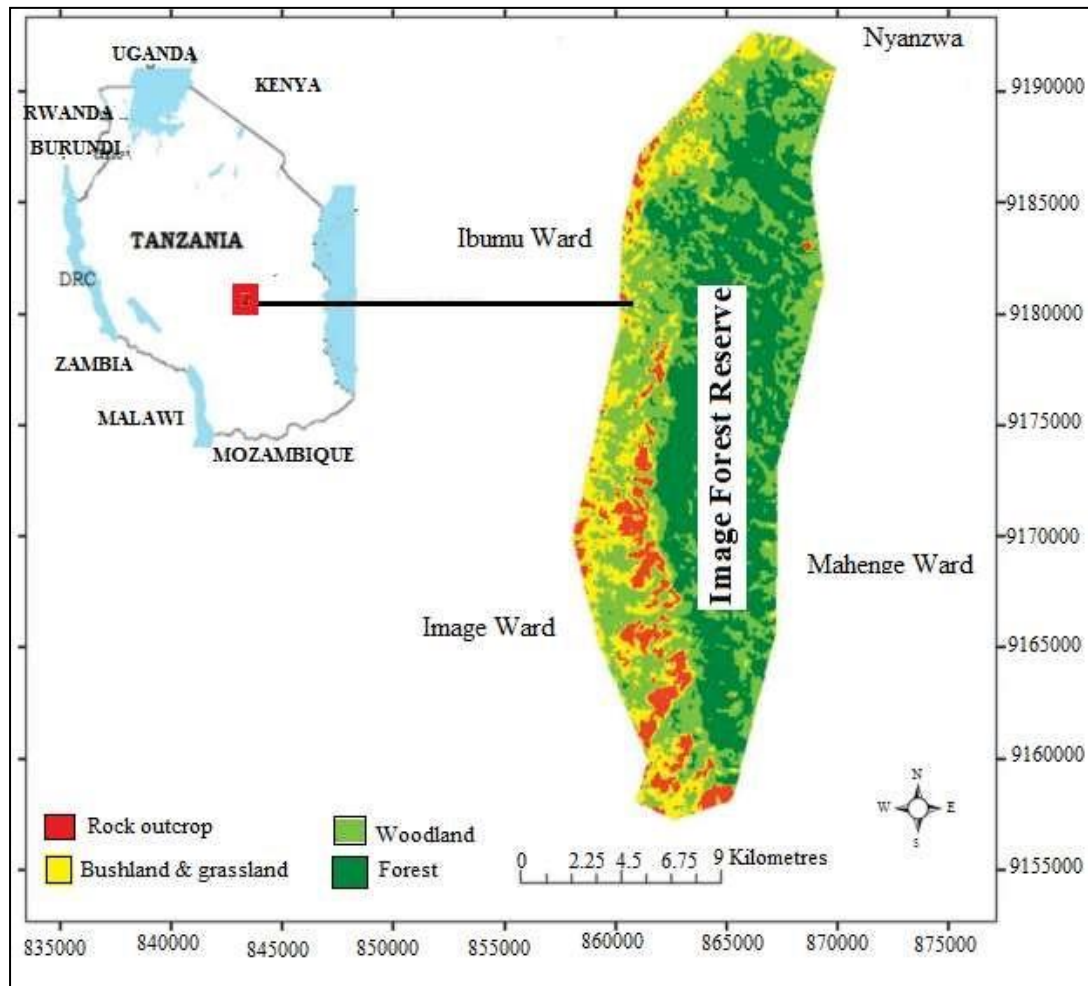 UGANDA
KENYA
RWANDA
BURUNDI
TANZANIA
DRC
ZAMBIA
MALAWI
MOZAMBIQUE
Nyanzwa
Ibumu Ward
Image Forest Reserve
Mahenge Ward
Image Ward
9190000
9185000
9180000
9175000
9170000
9165000
9160000
9155000
N
W E
S
Rock outcrop
Woodland
Bushland & grassland
Forest
0 2.25 4.5 6.75 9 Kilometres
835000 840000 845000 850000 855000 860000 865000 870000 875000